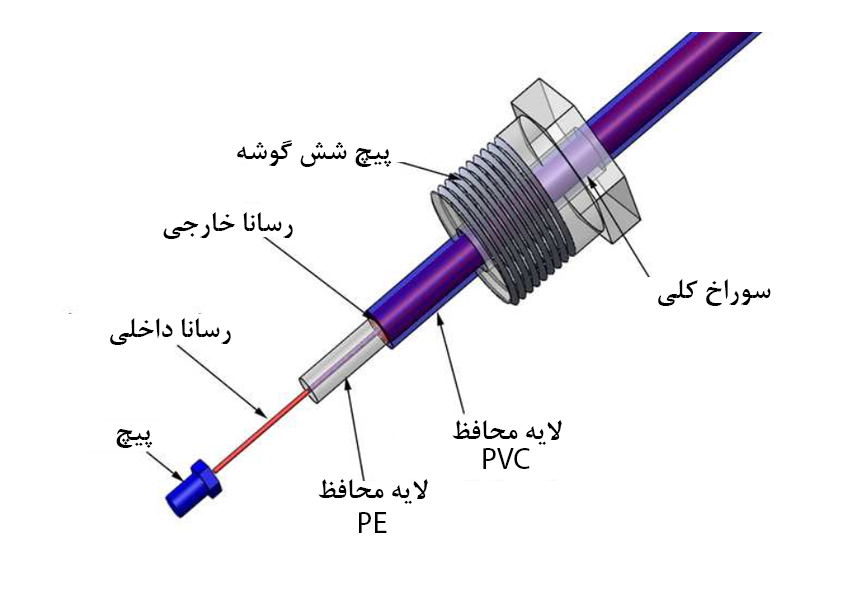 پیچ شش گوشه
رسانا خارجی
سوراخ کلی
رسانا داخلی
پیچ
لایه محافظ
PVC
لایه محافظ
PE